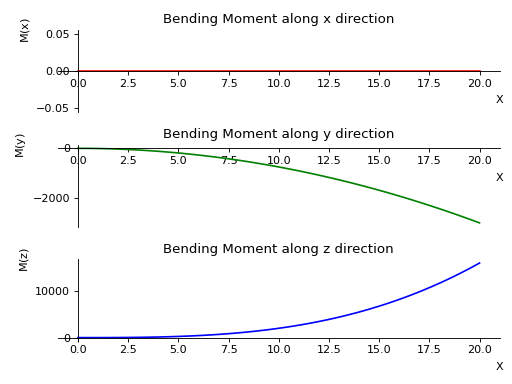 Bending Moment along x direction
M(x)
0.05
0.00
−0.05
0.0 2.5 5.0 7.5 10.0 12.5 15.0 17.5 20.0
X
Bending Moment along y direction
M(y)
0
−2000
0.0 2.5 5.0 7.5 10.0 12.5 15.0 17.5 20.0
X
Bending Moment along z direction
M(z)
10000
0
0.0 2.5 5.0 7.5 10.0 12.5 15.0 17.5 20.0
X